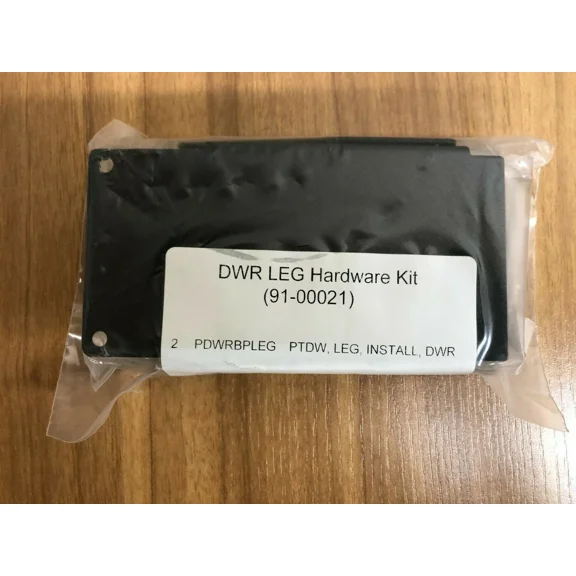 DWR LEG Hardware Kit
(91-00021)
2 PDWRBPLEG PTDW, LEG, INSTALL, DWR